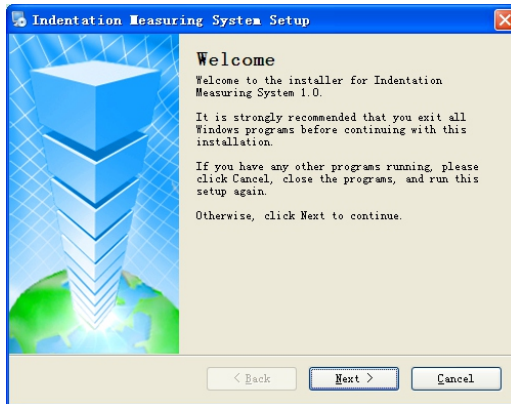 Indentation Measuring System Setup
Welcome
Welcome to the installer for Indentation
Measuring System 1.0.
It is strongly recommended that you exit all
Windows programs before continuing with this
installation.
If you have any other programs running, please
click Cancel, close the programs, and run this
setup again.
Otherwise, click Next to continue.
< Back Next > Cancel